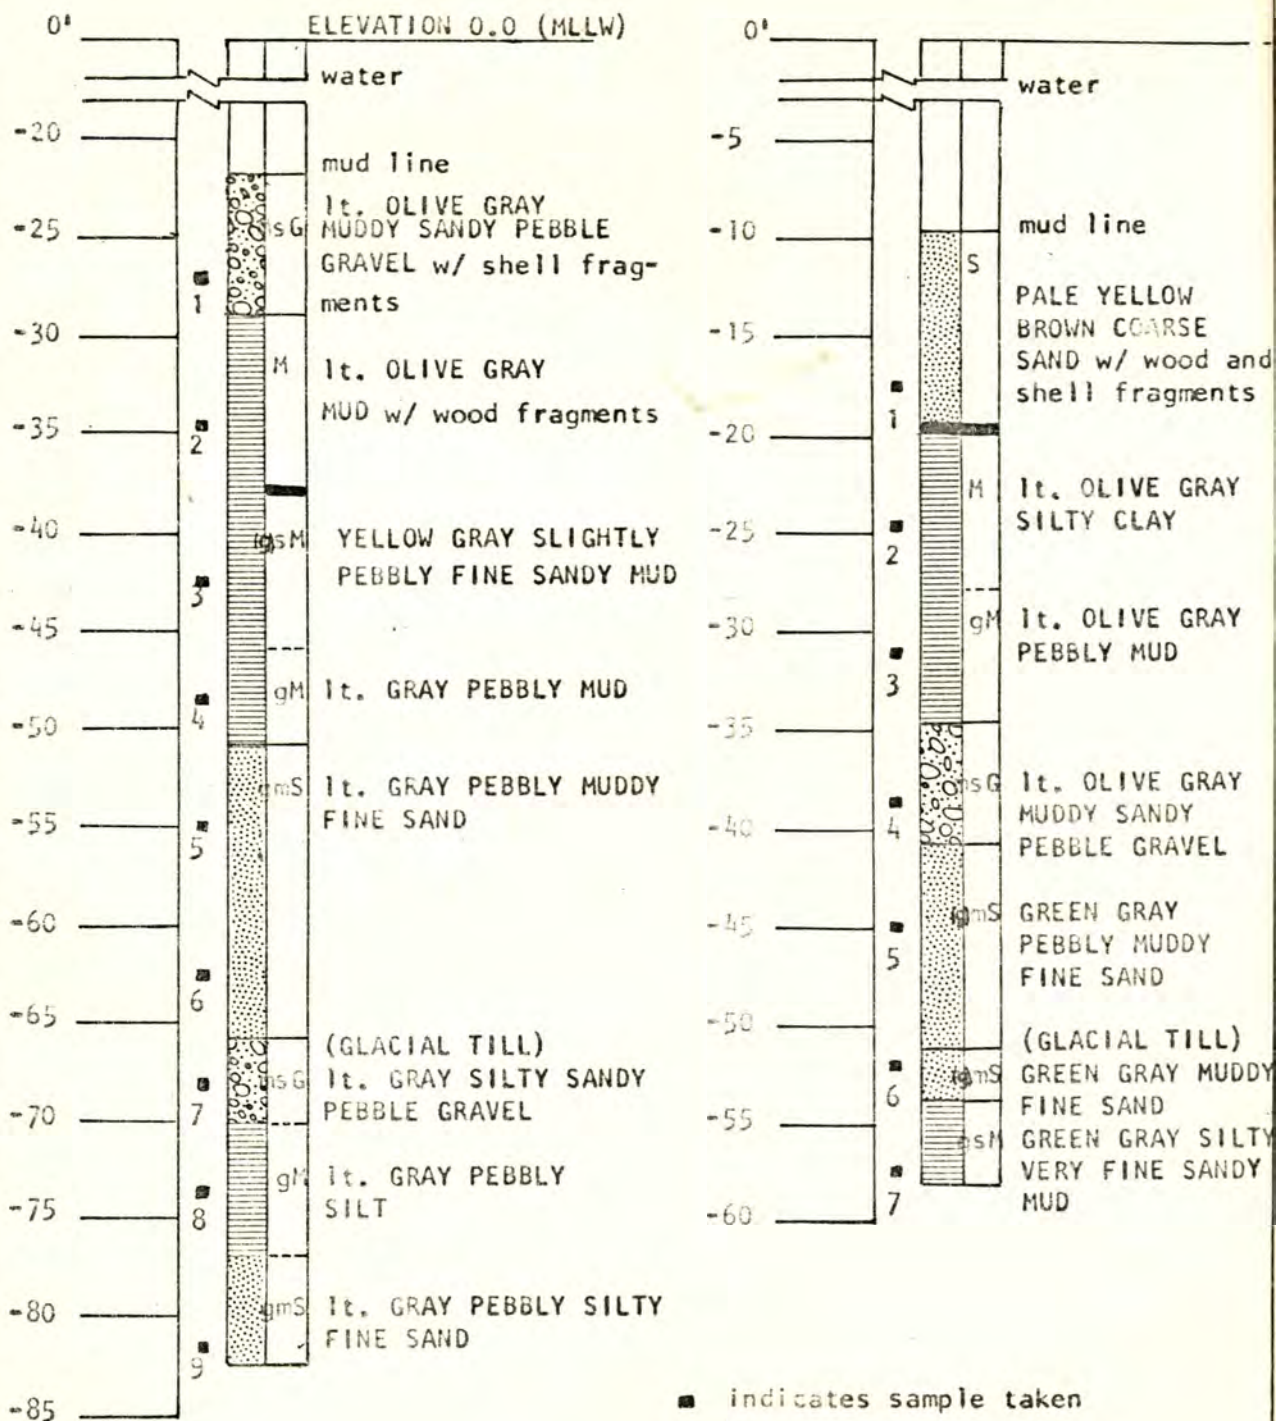 0'
ELEVATION 0.0 (MLLW)
water
-20
mud line
lt. OLIVE GRAY
-25
msG
MUDDY SANDY PEBBLE
GRAVEL w/ shell frag-
1
ments
-30
M
lt. OLIVE GRAY
MUD w/ wood fragments
-35
2
-40
(g)sM
YELLOW GRAY SLIGHTLY
PEBBLY FINE SANDY MUD
3
-45
gM
lt. GRAY PEBBLY MUD
4
-50
gmS
lt. GRAY PEBBLY MUDDY
FINE SAND
-55
5
-60
6
-65
(GLACIAL TILL)
msG
lt. GRAY SILTY SANDY
PEBBLE GRAVEL
7
-70
gM
lt. GRAY PEBBLY
SILT
-75
8
-80
gmS
lt. GRAY PEBBLY SILTY
FINE SAND
9
-85
0'
water
-5
-10
mud line
S
PALE YELLOW
BROWN COARSE
-15
SAND w/ wood and
shell fragments
1
-20
M
lt. OLIVE GRAY
SILTY CLAY
-25
2
-30
gM
lt. OLIVE GRAY
PEBBLY MUD
3
-35
msG
lt. OLIVE GRAY
MUDDY SANDY
PEBBLE GRAVEL
-40
4
(g)mS
GREEN GRAY
PEBBLY MUDDY
FINE SAND
-45
5
-50
(GLACIAL TILL)
(g)mS
GREEN GRAY MUDDY
FINE SAND
6
-55
gsM
GREEN GRAY SILTY
VERY FINE SANDY
MUD
7
-60
■ indicates sample taken